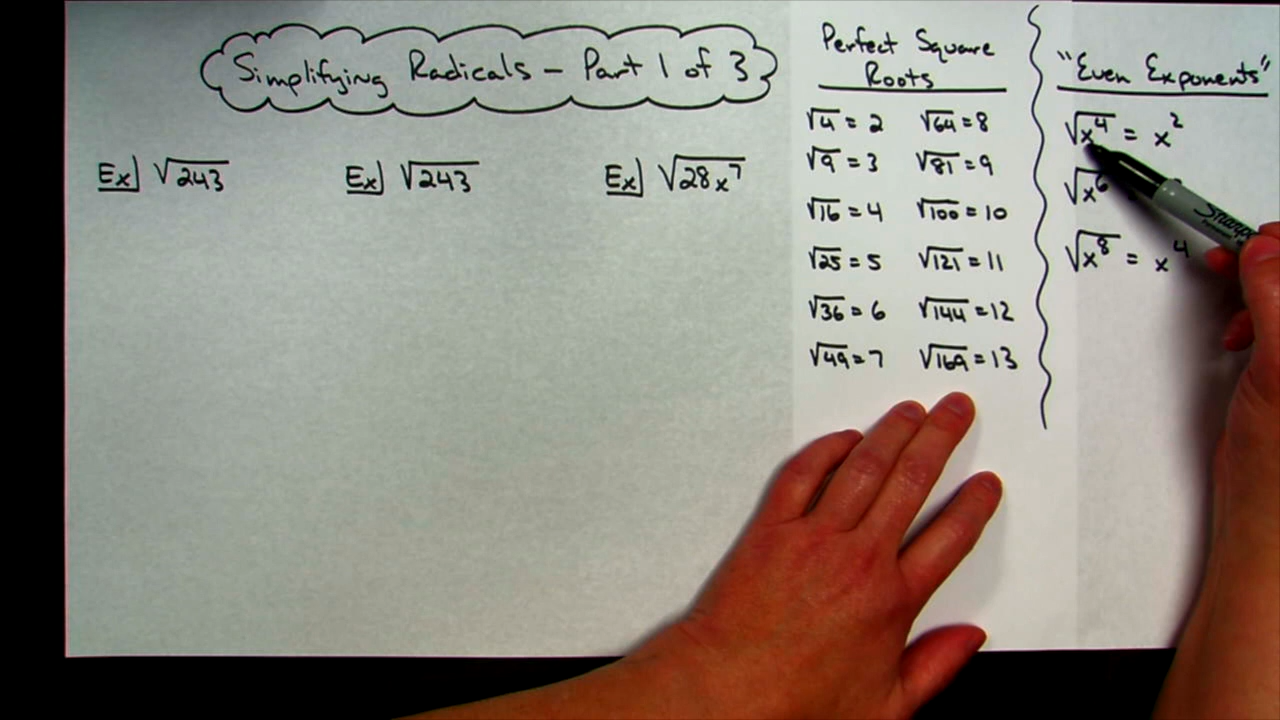 Simplifying Radicals - Part 1 of 3
Ex] √243
Ex] √243
Ex] √28x⁷
Perfect Square
Roots
√4 = 2 √64 = 8
√9 = 3 √81 = 9
√16 = 4 √100 = 10
√25 = 5 √121 = 11
√36 = 6 √144 = 12
√49 = 7 √169 = 13
"Even Exponents"
√x⁴ = x²
√x⁶
√x⁸ = x⁴
Sharpie